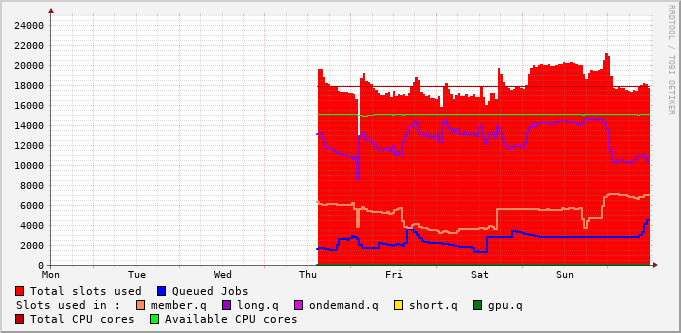 24000
22000
20000
18000
16000
14000
12000
10000
8000
6000
4000
2000
0
Mon Tue Wed Thu Fri Sat Sun
RRDTOOL / TOBI OETIKER
Total slots used Queued Jobs
Slots used in : member.q long.q ondemand.q short.q gpu.q
Total CPU cores Available CPU cores